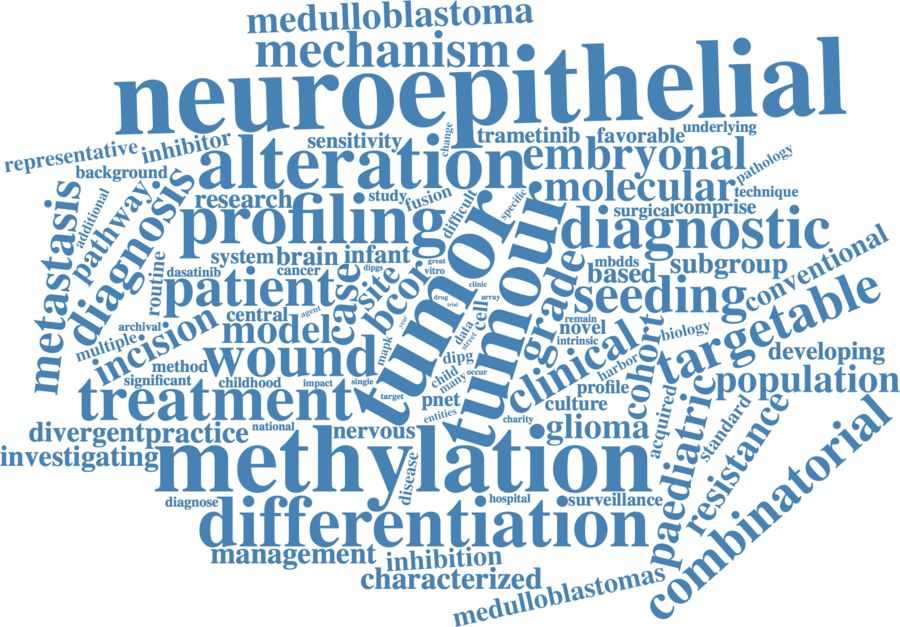 medulloblastoma
mechanism
neuroepithelial
underlying
change
sensitivity
trametinib
favorable
representative
inhibitor
alteration
embryonal
pathology
background
molecular
technique
metastasis
additional
pathway
diagnosis
research
study
fusion
difficult
specific
surgical
comprise
profiling
tumor
tumour
diagnostic
system
brain
infant
great
vitro
mbdds
based
subgroup
conventional
routine
dasatinib
cancer
dipgs
case
site
bcor
clinic
grade
patient
seeding
targetable
drug
trial
array
central
agent
year
data
cell
street
remain
novel
intrinsic
biology
archival
multiple
incision
model
wound
mapk
dipg
clinical
harbor
cohort
developing
method
significant
childhood
impact
single
child
many
occur
profile
population
treatment
target
pnet
entities
culture
charity
acquired
standard
divergent
practice
national
nervous
glioma
paediatric
resistance
combinatorial
investigating
methylation
disease
diagnose
hospital
surveillance
differentiation
management
inhibition
characterized
medulloblastomas